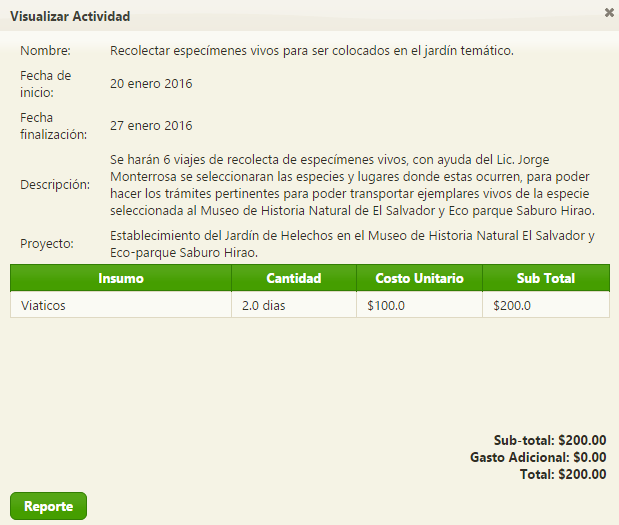 Visualizar Actividad
Nombre: Recolectar especímenes vivos para ser colocados en el jardín temático.
Fecha de inicio: 20 enero 2016
Fecha finalización: 27 enero 2016
Descripción: Se harán 6 viajes de recolecta de especímenes vivos, con ayuda del Lic. Jorge
Monterrosa se seleccionaran las especies y lugares donde estas ocurren, para poder
hacer los trámites pertinentes para poder transportar ejemplares vivos de la especie
seleccionada al Museo de Historia Natural de El Salvador y Eco parque Saburo Hirao.
Proyecto: Establecimiento del Jardín de Helechos en el Museo de Historia Natural El Salvador y
Eco-parque Saburo Hirao.
Insumo Cantidad Costo Unitario Sub Total
Viaticos 2.0 dias $100.0 $200.0
Sub-total: $200.00
Gasto Adicional: $0.00
Total: $200.00
Reporte